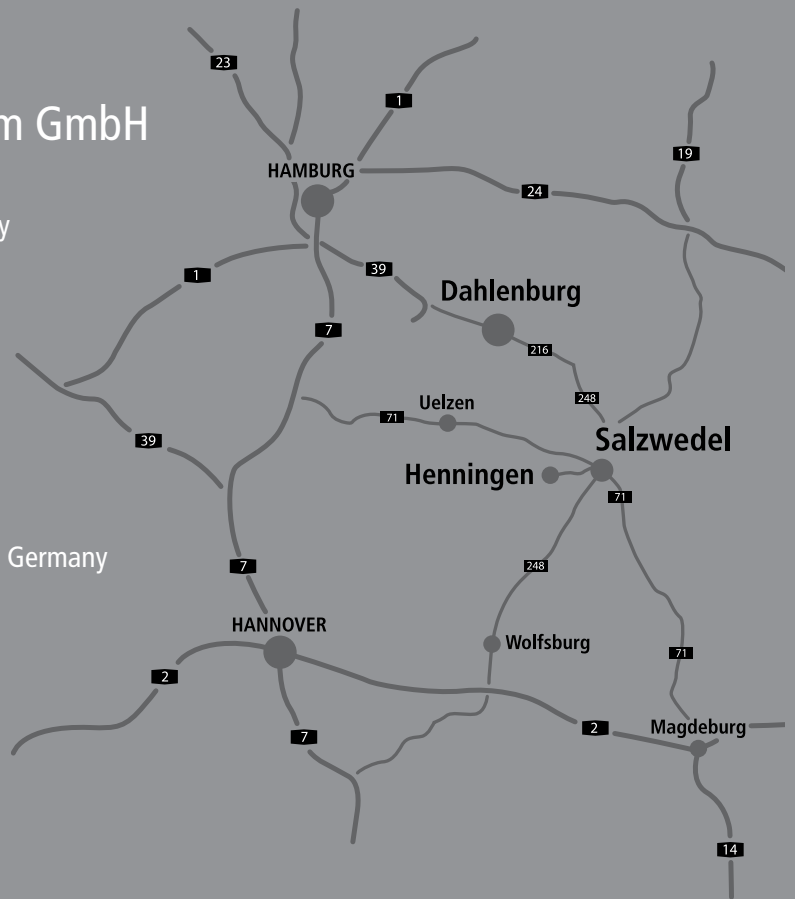 23
1
m GmbH
19
HAMBURG
24
y
39
1
Dahlenburg
7
216
248
Uelzen
71
39
Salzwedel
Henningen
71
Germany
7
248
HANNOVER
Wolfsburg
71
2
Magdeburg
2
7
14